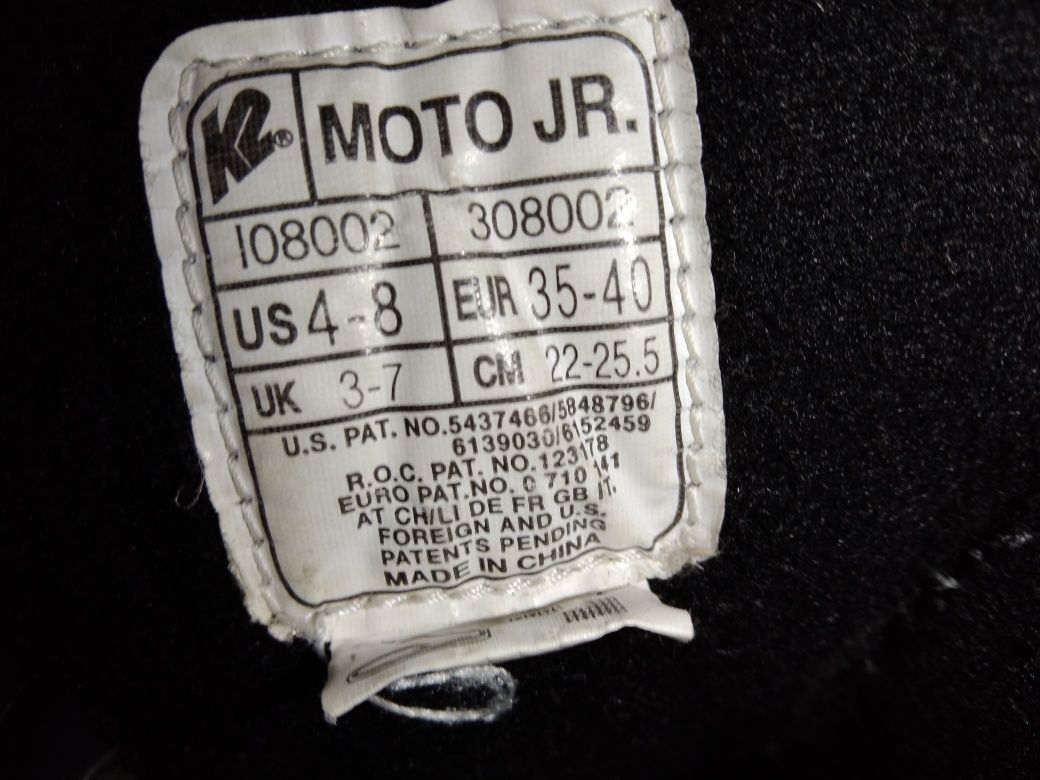 K2® MOTO JR.
108002 308002
US 4-8 EUR 35-40
UK 3-7 CM 22-25.5
U.S. PAT. NO.5437466/5848796/
6139030/6152459
R.O.C. PAT. NO. 123178
EURO PAT.NO. 0 710
AT CH/LI DE FR GB IT.
FOREIGN AND U.S.
PATENTS PENDING
MADE IN CHINA